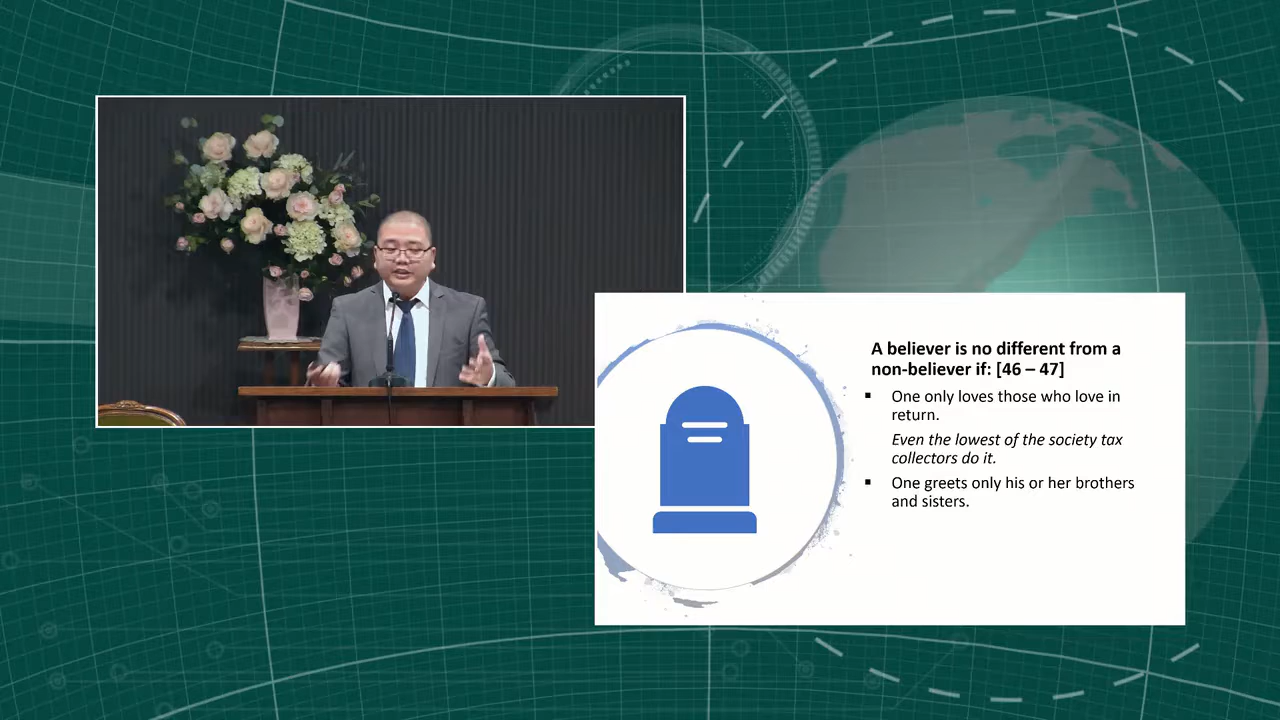 A believer is no different from a
non-believer if: [46 – 47]
▪ One only loves those who love in
return.
Even the lowest of the society tax
collectors do it.
▪ One greets only his or her brothers
and sisters.